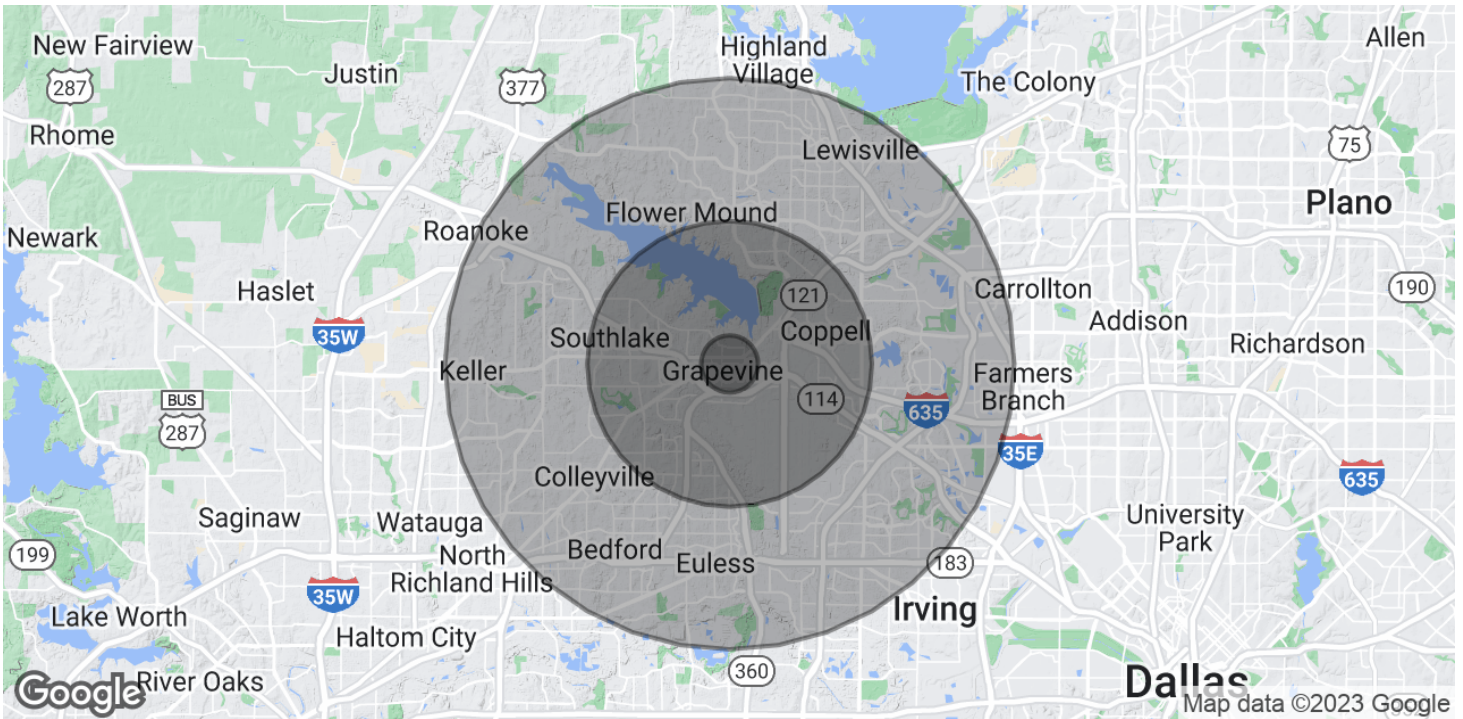 New Fairview
287
Justin
377
Highland
Village
The Colony
Allen
Rhome
Lewisville
75
Plano
Newark
Roanoke
Flower Mound
Haslet
121
Carrollton
190
35W
Southlake
Coppell
Addison
Richardson
Keller
Grapevine
114
Farmers
Branch
BUS
287
635
35E
635
Colleyville
Saginaw
Watauga
University
Park
199
North
Richland Hills
Bedford
Euless
183
35W
Lake Worth
Irving
Haltom City
360
River Oaks
Dallas
Google
Map data ©2023 Google